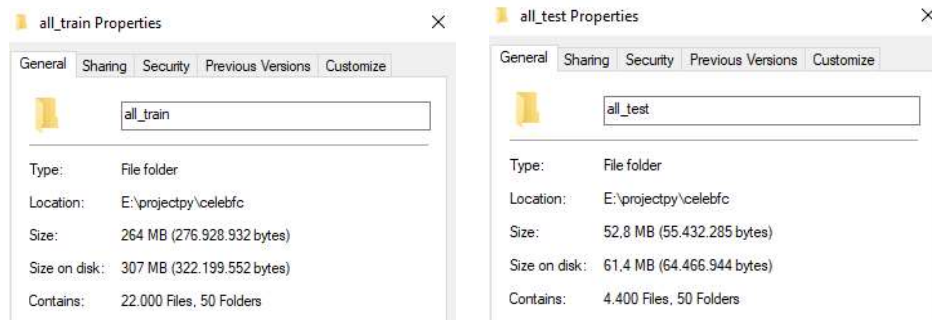 all_train Properties
General Sharing Security Previous Versions Customize
all_train
Type: File folder
Location: E:\projectpy\celebfc
Size: 264 MB (276.928.932 bytes)
Size on disk: 307 MB (322.199.552 bytes)
Contains: 22.000 Files, 50 Folders
all_test Properties
General Sharing Security Previous Versions Customize
all_test
Type: File folder
Location: E:\projectpy\celebfc
Size: 52,8 MB (55.432.285 bytes)
Size on disk: 61,4 MB (64.466.944 bytes)
Contains: 4.400 Files, 50 Folders